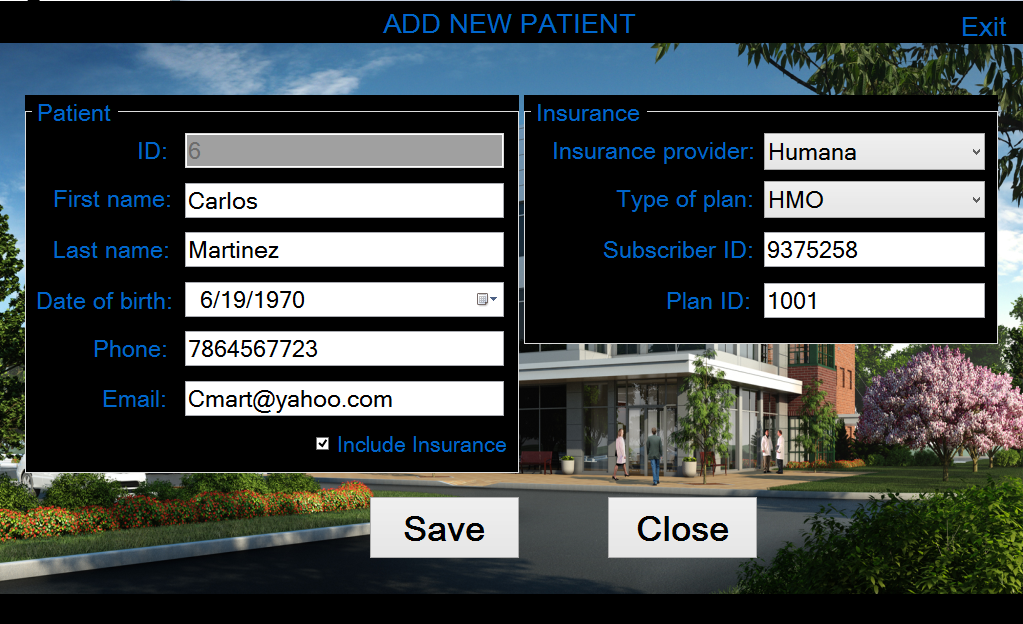 ADD NEW PATIENT
Exit
Patient
ID: 6
First name: Carlos
Last name: Martinez
Date of birth: 6/19/1970
Phone: 7864567723
Email: Cmart@yahoo.com
Include Insurance
Insurance
Insurance provider: Humana
Type of plan: HMO
Subscriber ID: 9375258
Plan ID: 1001
Save
Close